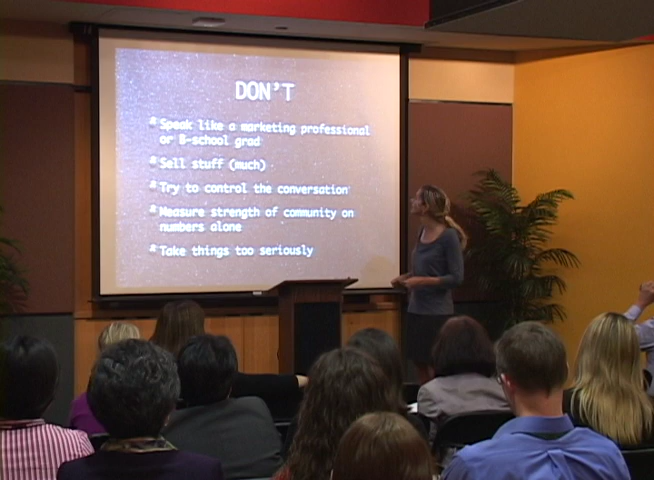 DON'T
* Speak like a marketing professional
or B-school grad
* Sell stuff (much)
* Try to control the conversation
* Measure strength of community on
numbers alone
* Take things too seriously